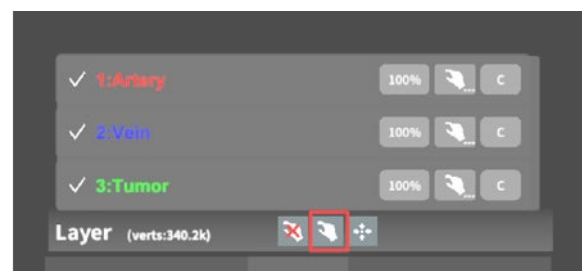 1:Artery 100% C
2:Vein 100% C
3:Tumor 100% C
Layer (verts:340.2k)